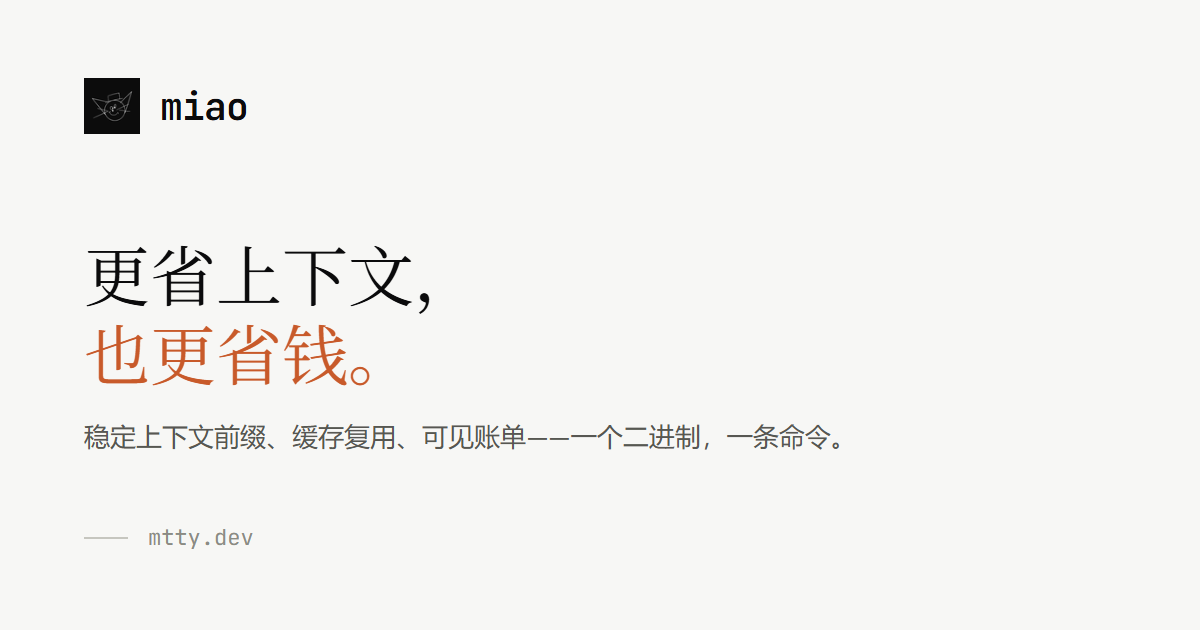 miao
更省上下文，
也更省钱。
稳定上下文前缀、缓存复用、可见账单——一个二进制，一条命令。
mtty.dev